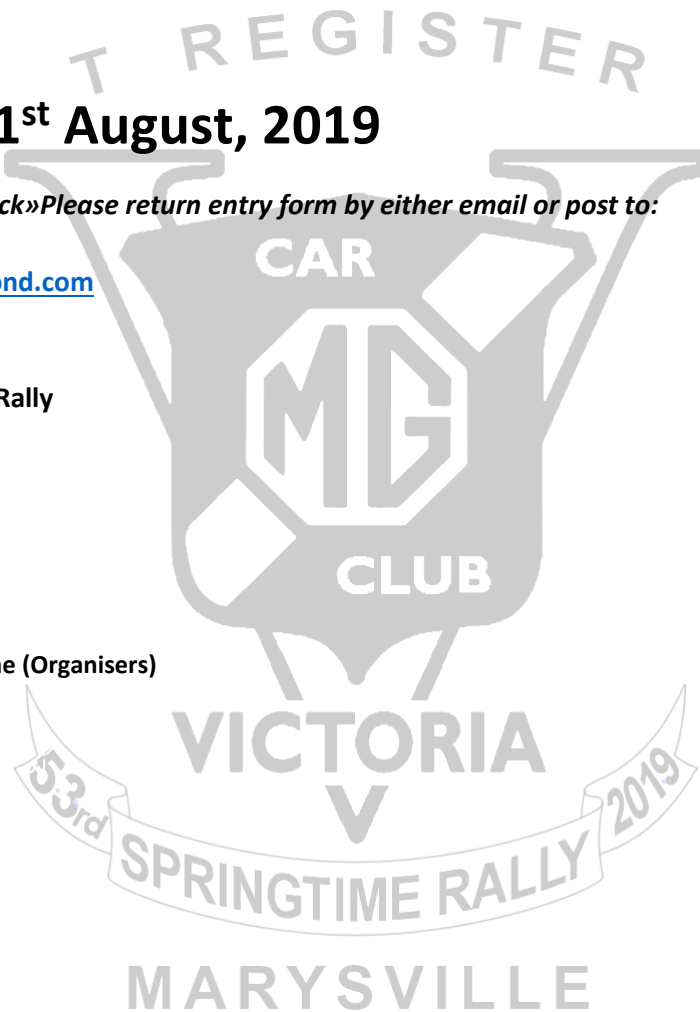 T REGISTER
1st August, 2019
ck»Please return entry form by either email or post to:
CAR
ond.com
Rally
MG
CLUB
ne (Organisers)
VICTORIA
V
53rd SPRINGTIME RALLY 2019
MARYSVILLE